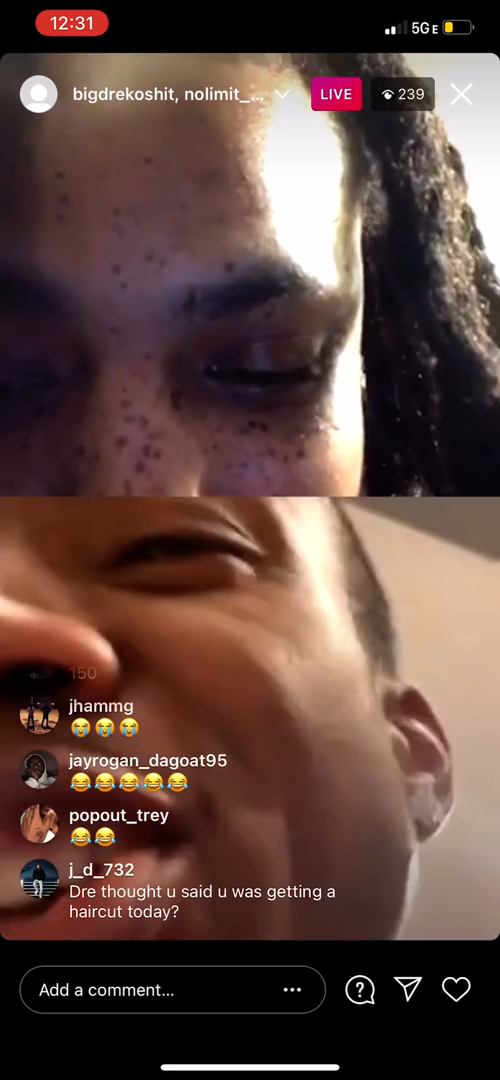 12:31
5GE
bigdrekoshit, nolimit_...
LIVE
239
150
jhammg
😭😭😭
jayrogan_dagoat95
😂😂😂😂😂
popout_trey
😂😂
j_d_732
Dre thought u said u was getting a
haircut today?
Add a comment...